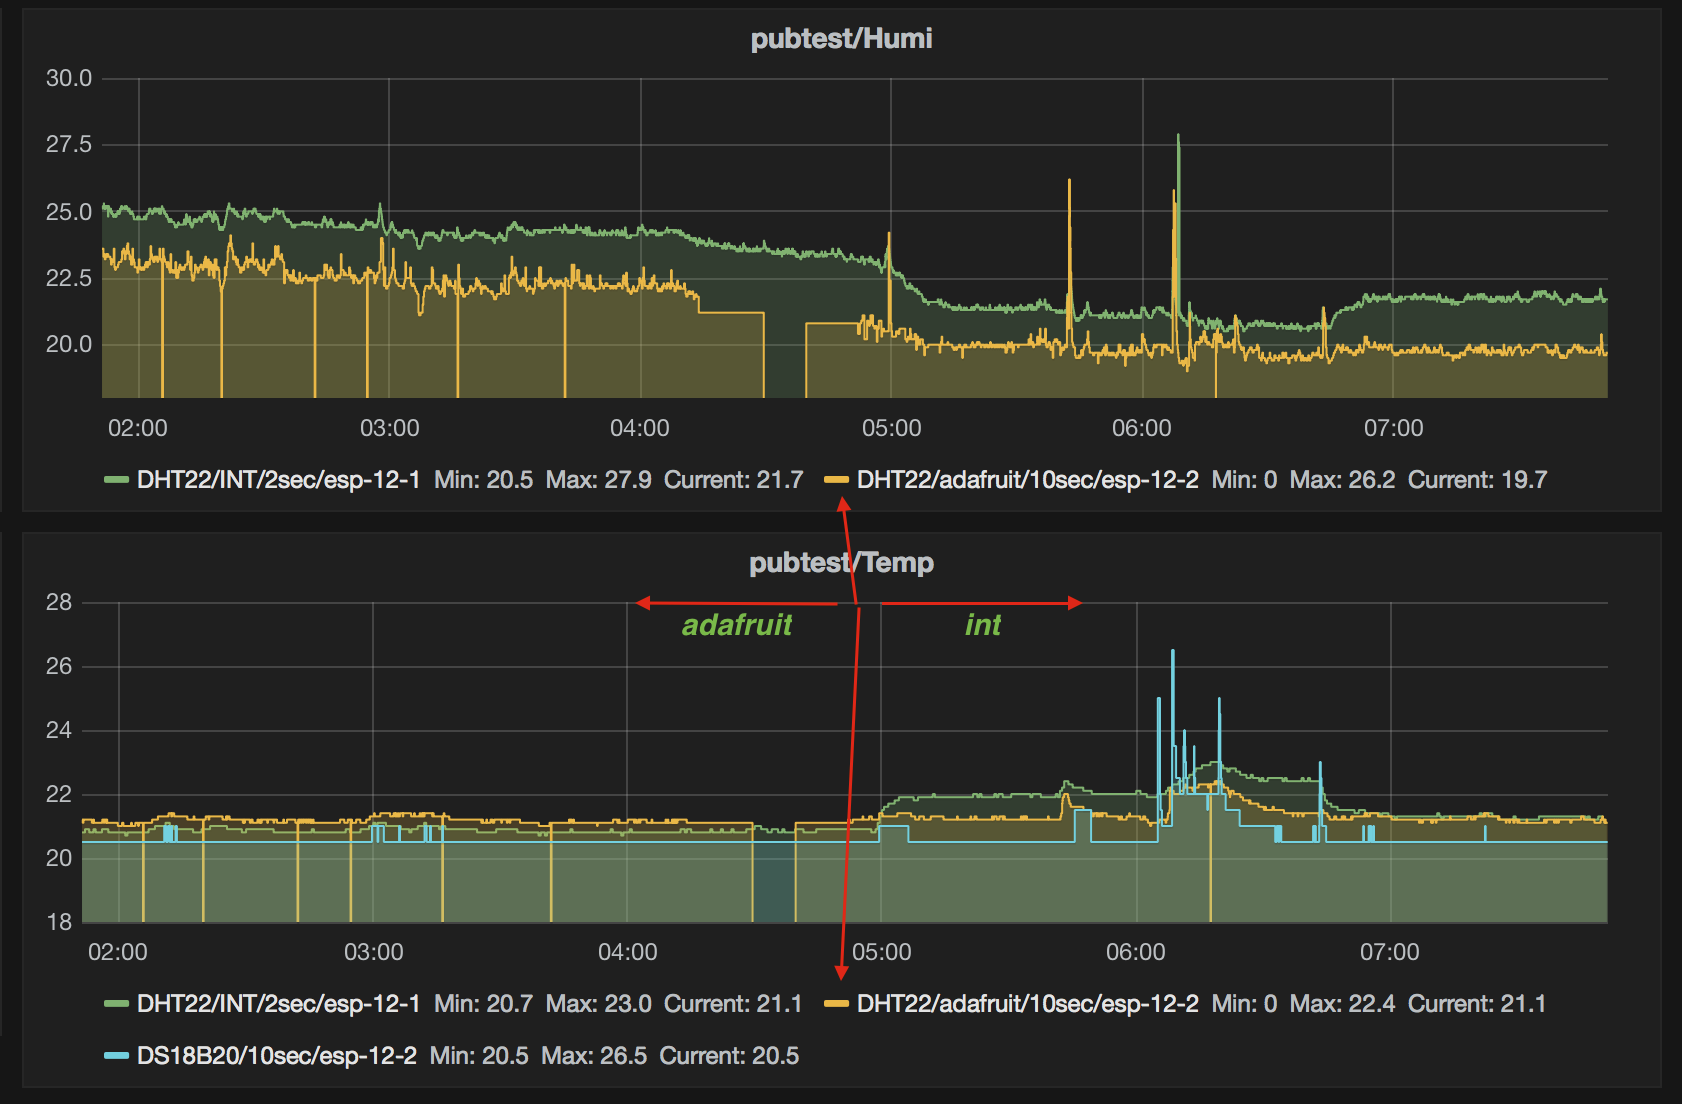 pubtest/Humi
30.0
27.5
25.0
22.5
20.0
02:00 03:00 04:00 05:00 06:00 07:00
DHT22/INT/2sec/esp-12-1 Min: 20.5 Max: 27.9 Current: 21.7 DHT22/adafruit/10sec/esp-12-2 Min: 0 Max: 26.2 Current: 19.7
pubtest/Temp
28
adafruit int
26
24
22
20
18
02:00 03:00 04:00 05:00 06:00 07:00
DHT22/INT/2sec/esp-12-1 Min: 20.7 Max: 23.0 Current: 21.1 DHT22/adafruit/10sec/esp-12-2 Min: 0 Max: 22.4 Current: 21.1
DS18B20/10sec/esp-12-2 Min: 20.5 Max: 26.5 Current: 20.5